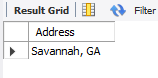 Result Grid Filter
Address
Savannah, GA